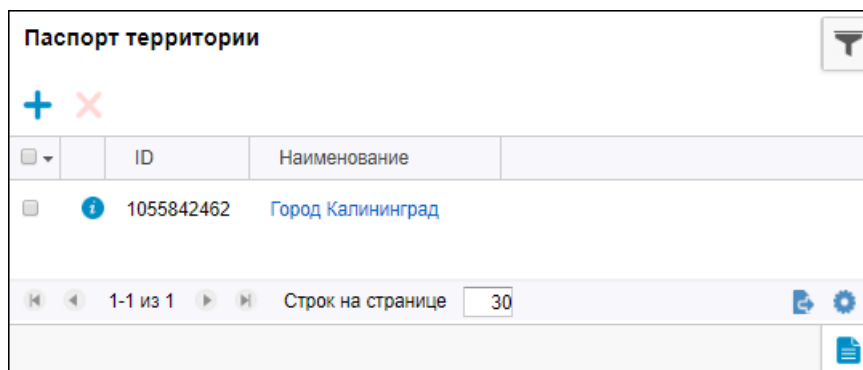 Паспорт территории
ID Наименование
1055842462 Город Калининград
1-1 из 1 Строк на странице 30